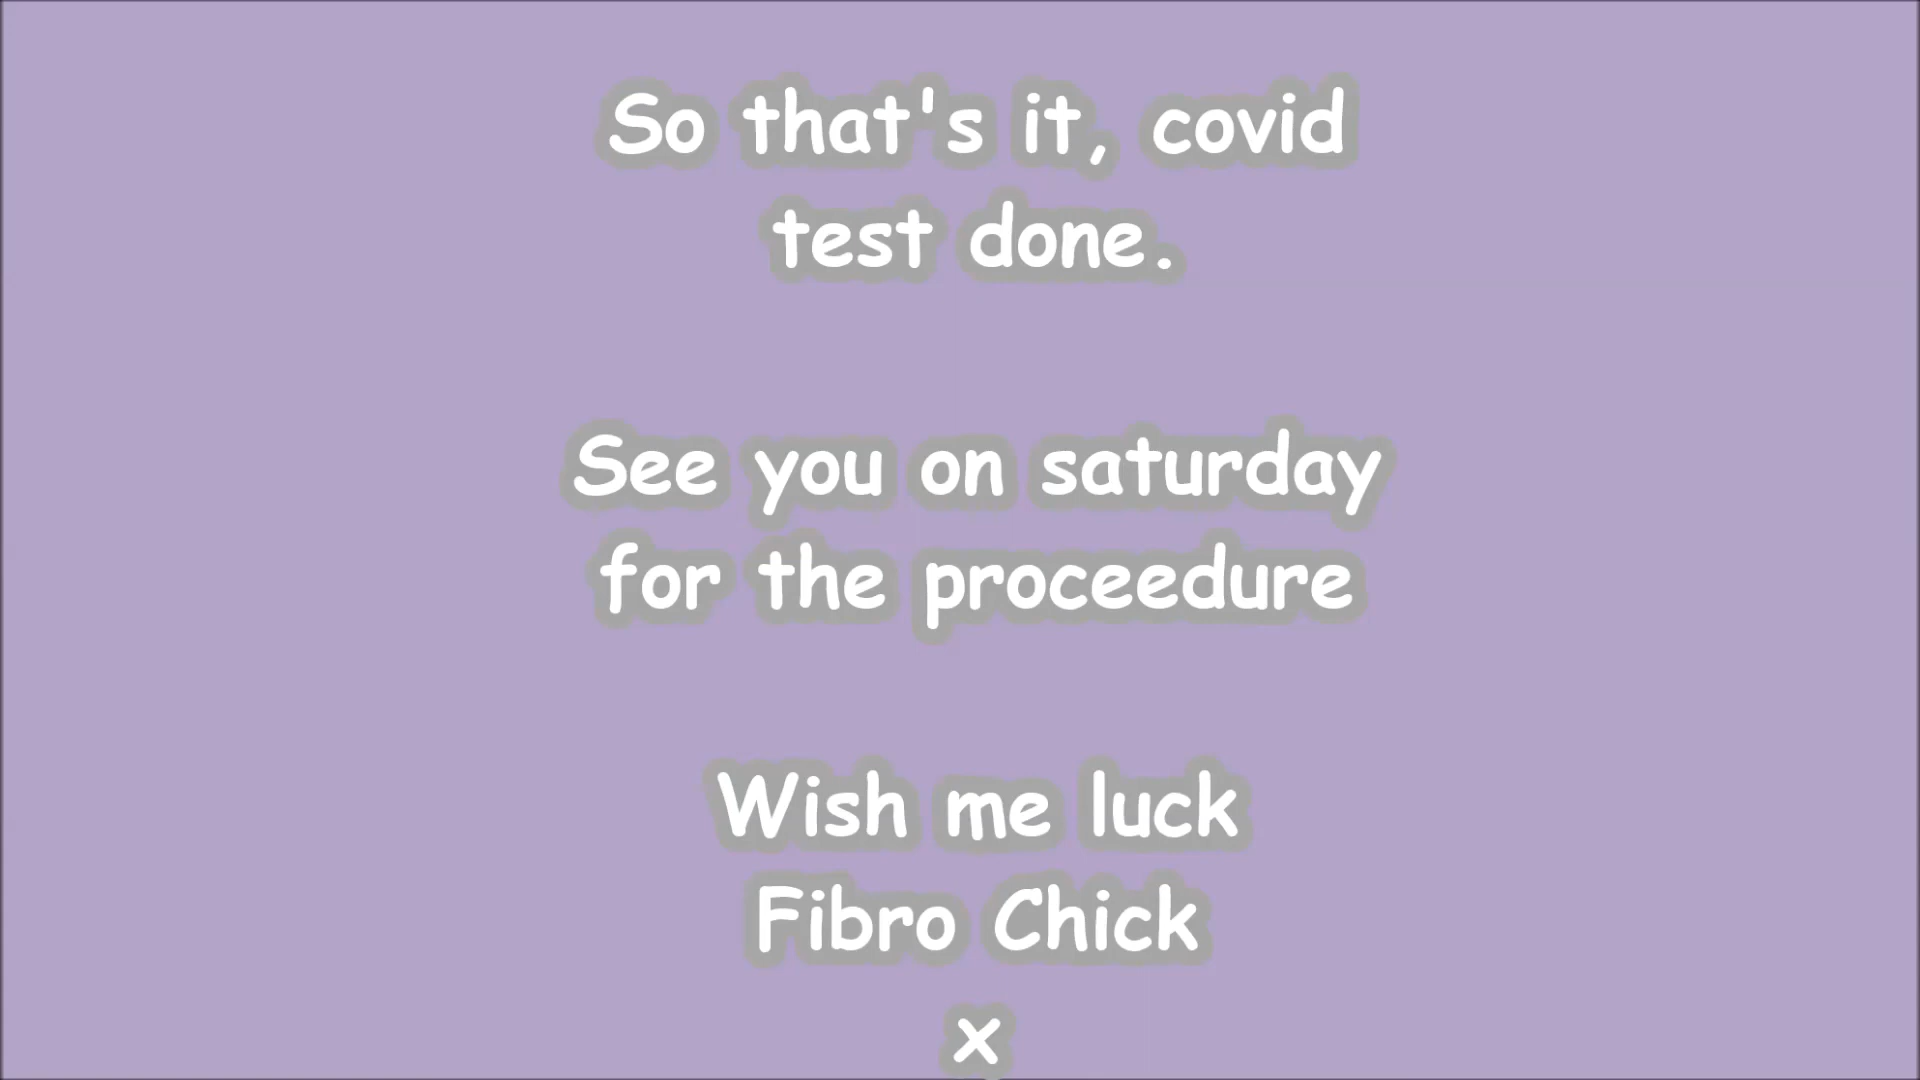 So that's it, covid
test done.
See you on saturday
for the proceedure
Wish me luck
Fibro Chick
x